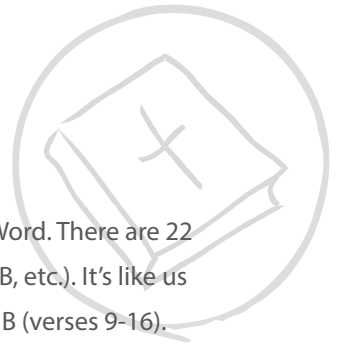 Word. There are 22
B, etc.). It’s like us
B (verses 9-16).